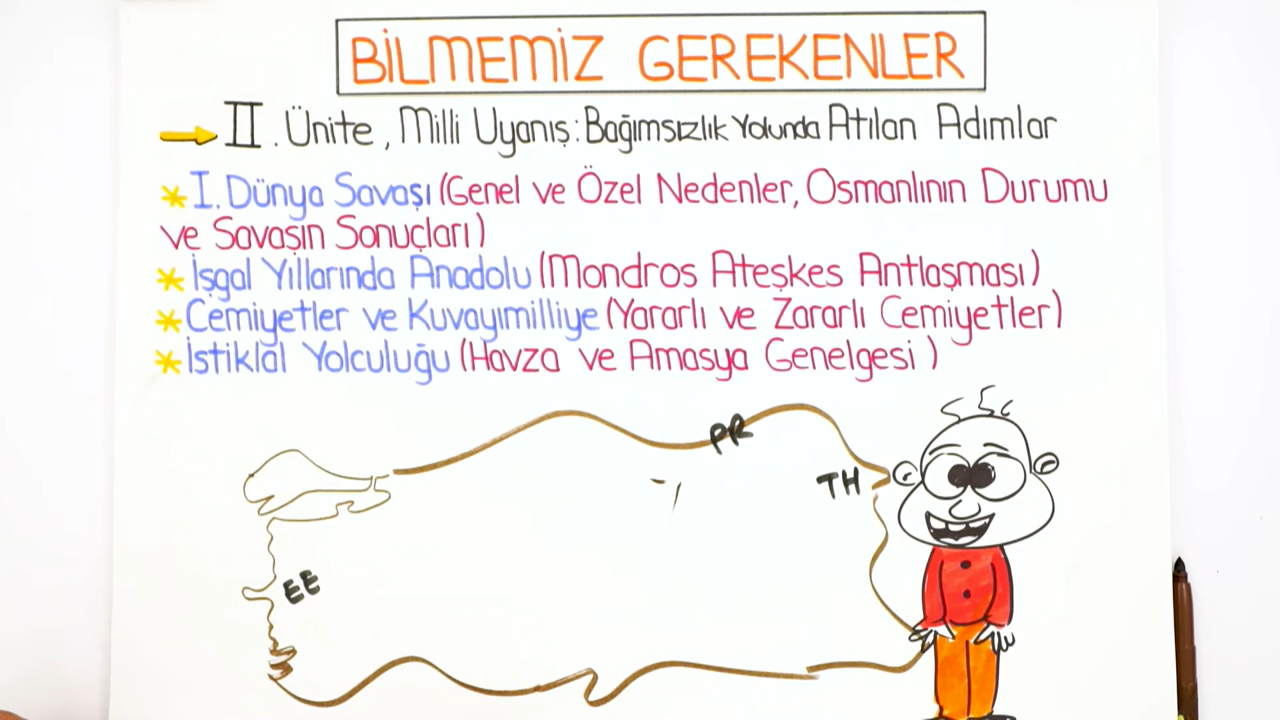 BİLMEMİZ GEREKENLER
II. Ünite, Milli Uyanış: Bağımsızlık Yolunda Atılan Adımlar
* I. Dünya Savaşı (Genel ve Özel Nedenler, Osmanlının Durumu
ve Savaşın Sonuçları)
* İşgal Yıllarında Anadolu (Mondros Ateşkes Antlaşması)
* Cemiyetler ve Kuvayımilliye (Yararlı ve Zararlı Cemiyetler)
* İstiklal Yolculuğu (Havza ve Amasya Genelgesi)
PR
TH
EE